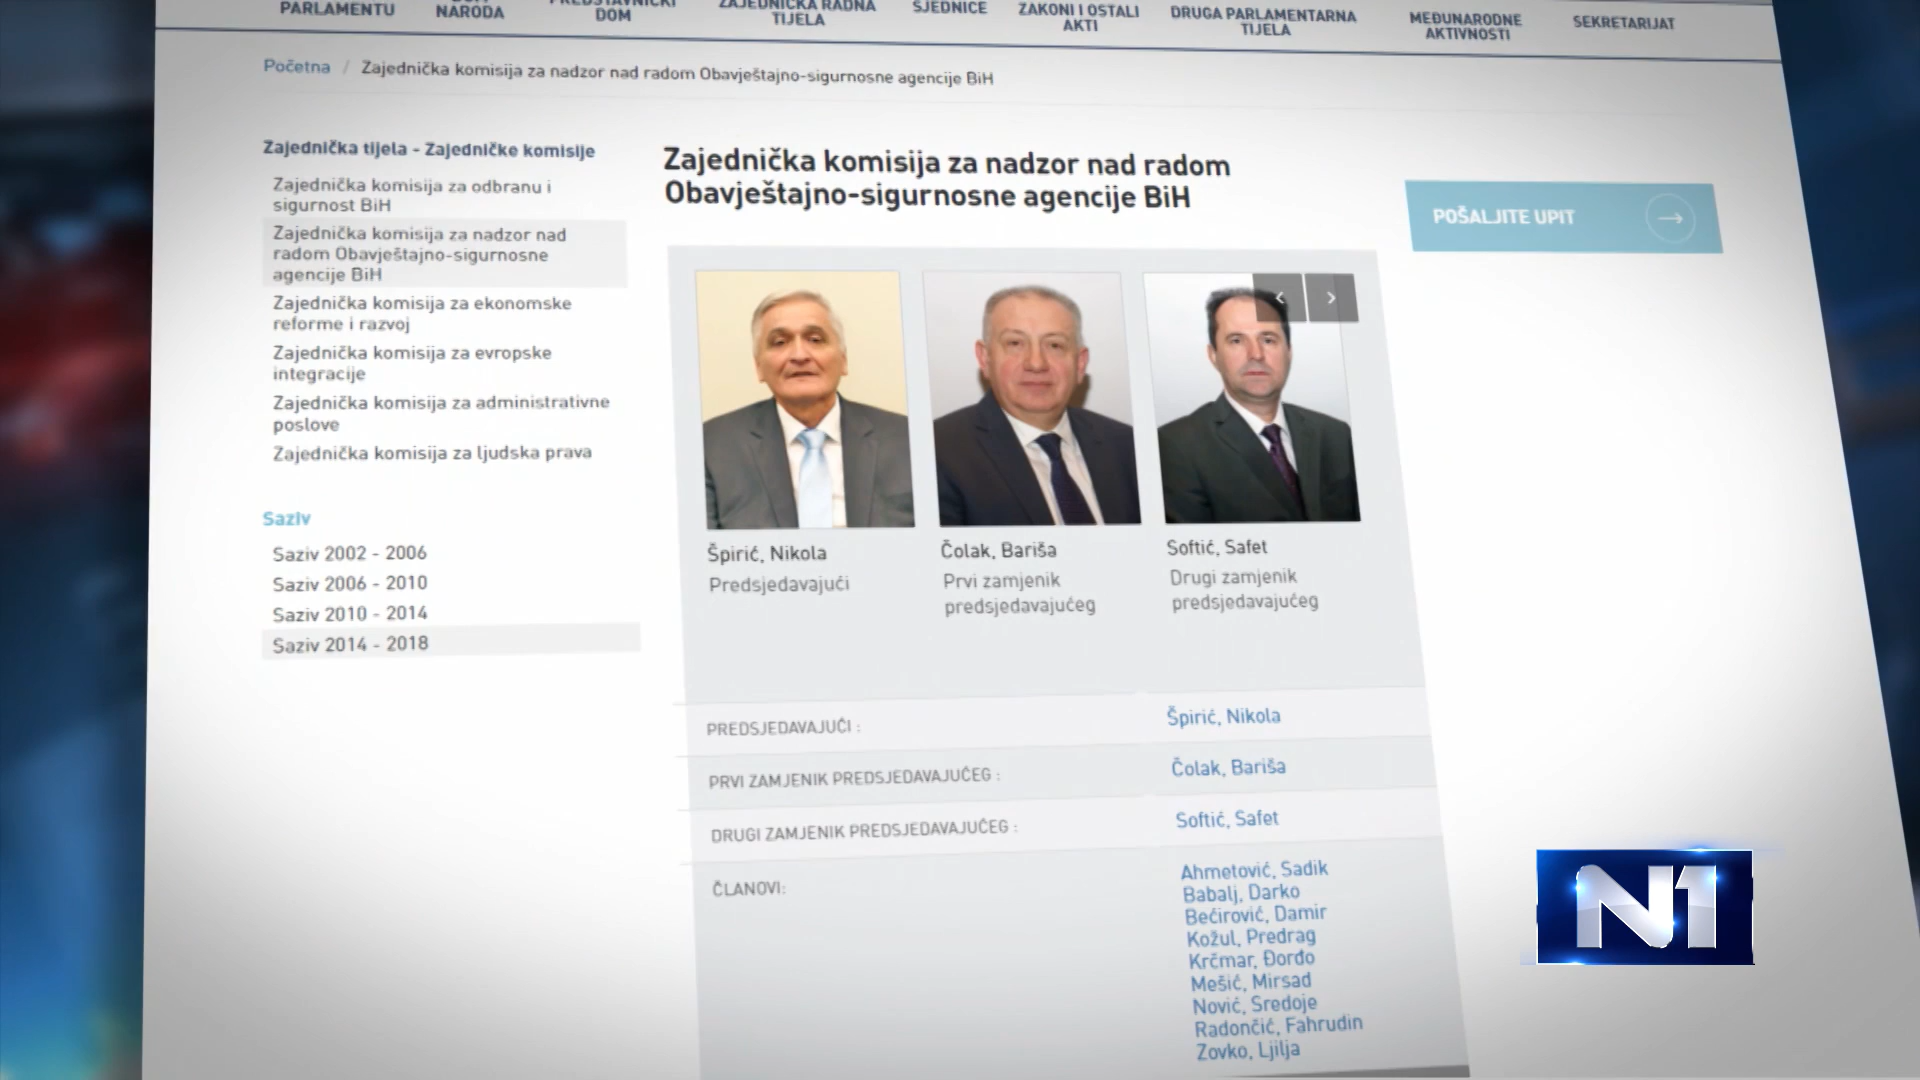 PARLAMENTU
NARODA
DOM
ZAJEDNIČKA RADNA
TIJELA
SJEDNICE
ZAKONI I OSTALI
AKTI
DRUGA PARLAMENTARNA
TIJELA
MEĐUNARODNE
AKTIVNOSTI
SEKRETARIJAT
Početna / Zajednička komisija za nadzor nad radom Obavještajno-sigurnosne agencije BiH
Zajednička tijela - Zajedničke komisije
Zajednička komisija za odbranu i
sigurnost BiH
Zajednička komisija za nadzor nad
radom Obavještajno-sigurnosne
agencije BiH
Zajednička komisija za ekonomske
reforme i razvoj
Zajednička komisija za evropske
integracije
Zajednička komisija za administrativne
poslove
Zajednička komisija za ljudska prava
Saziv
Saziv 2002 - 2006
Saziv 2006 - 2010
Saziv 2010 - 2014
Saziv 2014 - 2018
Zajednička komisija za nadzor nad radom
Obavještajno-sigurnosne agencije BiH
POŠALJITE UPIT
Špirić, Nikola
Predsjedavajući
Čolak, Bariša
Prvi zamjenik
predsjedavajućeg
Softić, Safet
Drugi zamjenik
predsjedavajućeg
PREDSJEDAVAJUĆI : Špirić, Nikola
PRVI ZAMJENIK PREDSJEDAVAJUĆEG : Čolak, Bariša
DRUGI ZAMJENIK PREDSJEDAVAJUĆEG : Softić, Safet
ČLANOVI: Ahmetović, Sadik
Babalj, Darko
Bećirović, Damir
Kožul, Predrag
Krčmar, Đorđo
Mešić, Mirsad
Nović, Sredoje
Radončić, Fahrudin
Zovko, Ljilja
N1